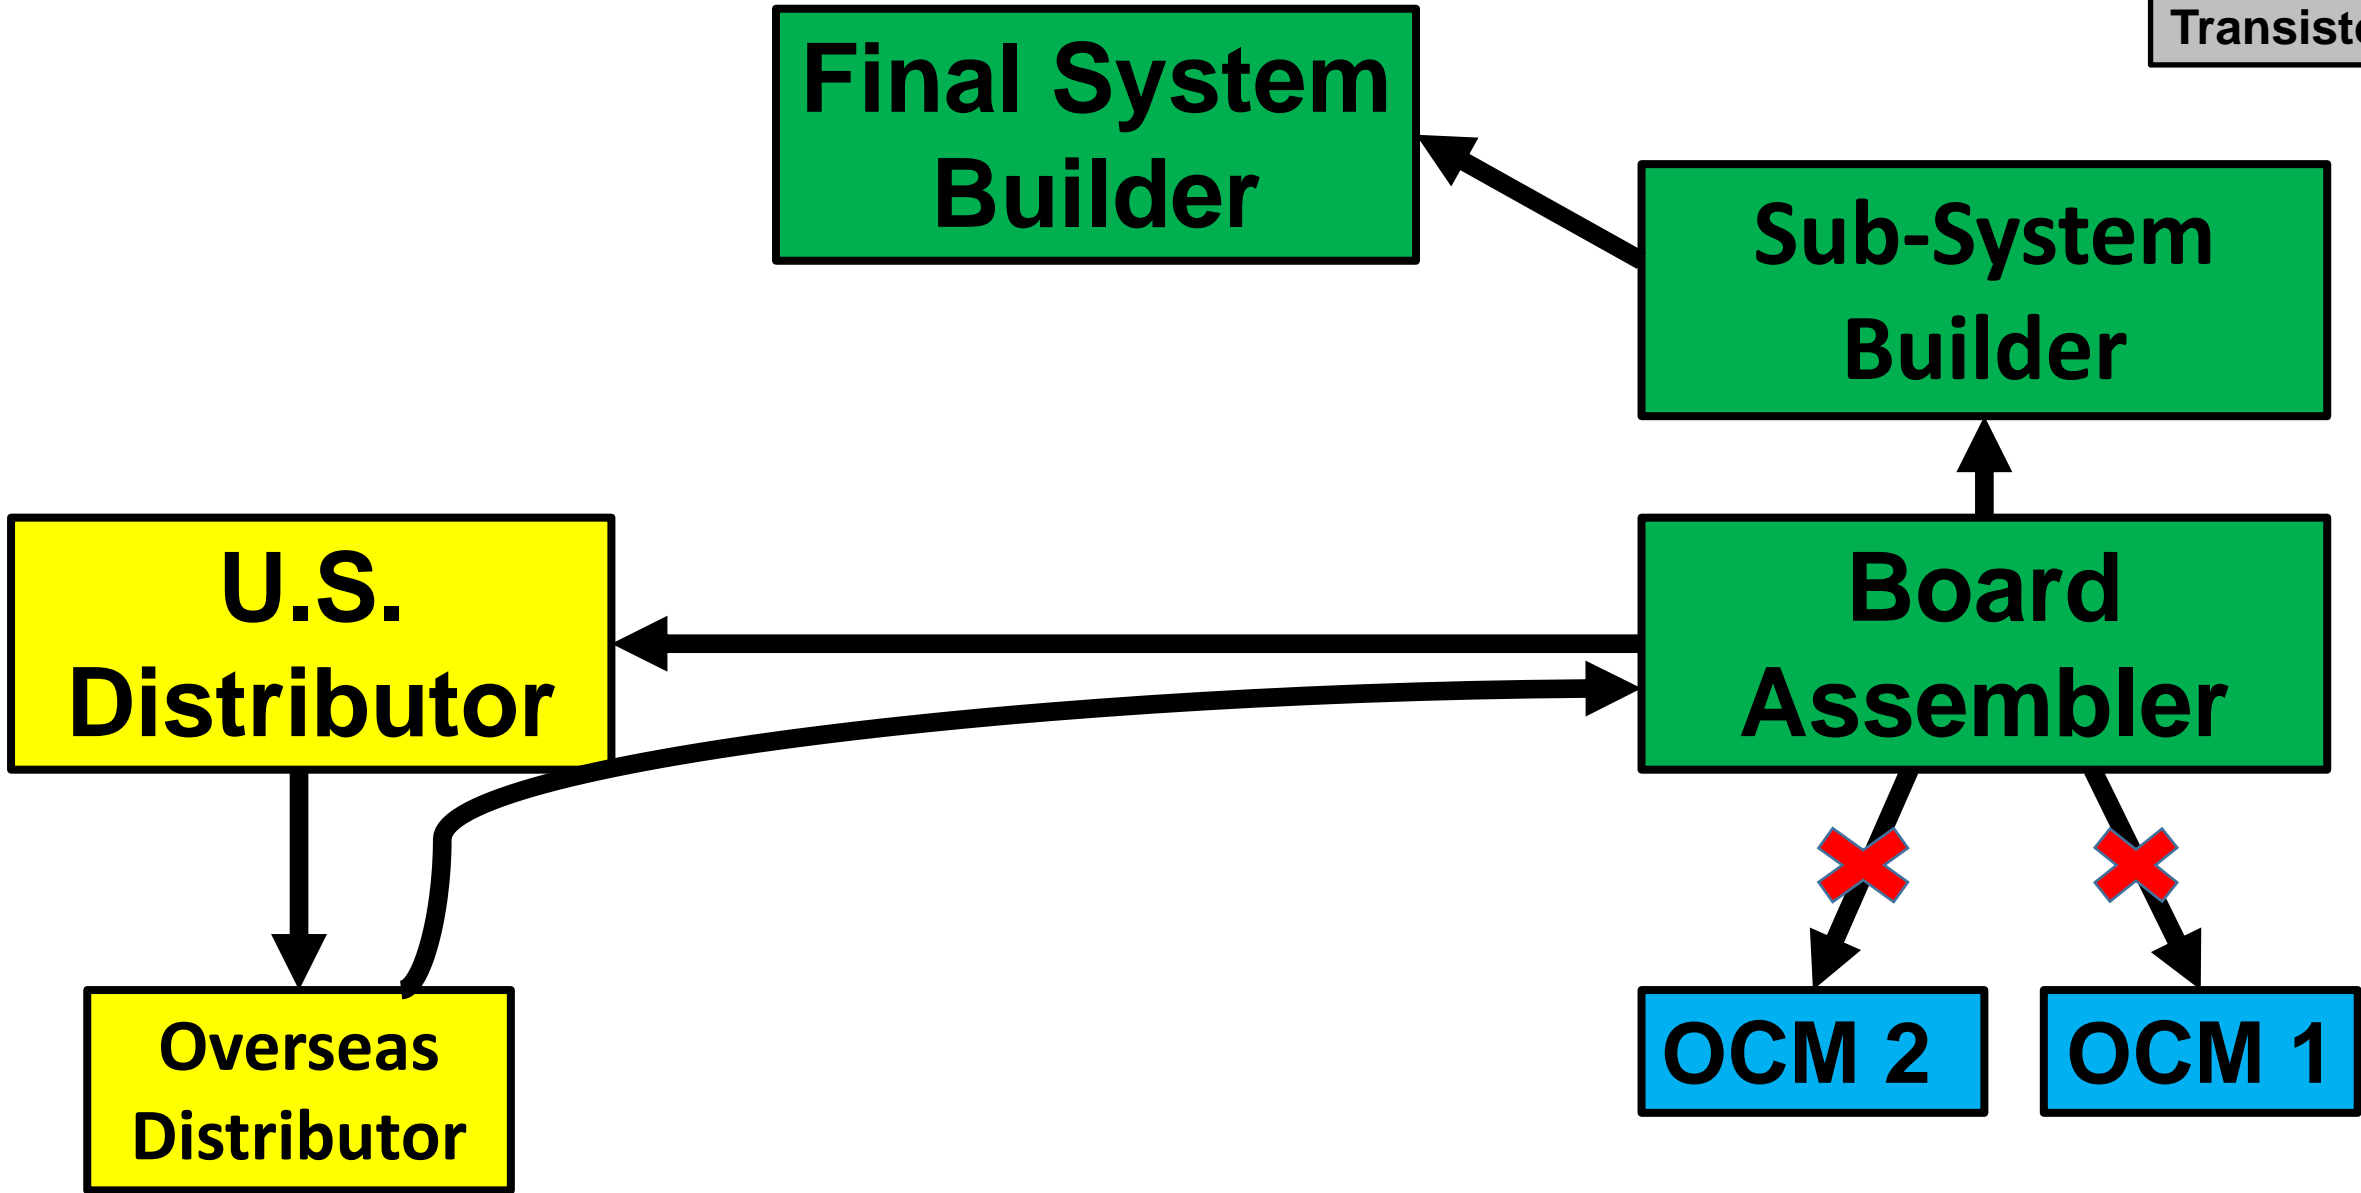 Final System
Builder
Sub-System
Builder
U.S.
Distributor
Board
Assembler
Overseas
Distributor
OCM 2
OCM 1